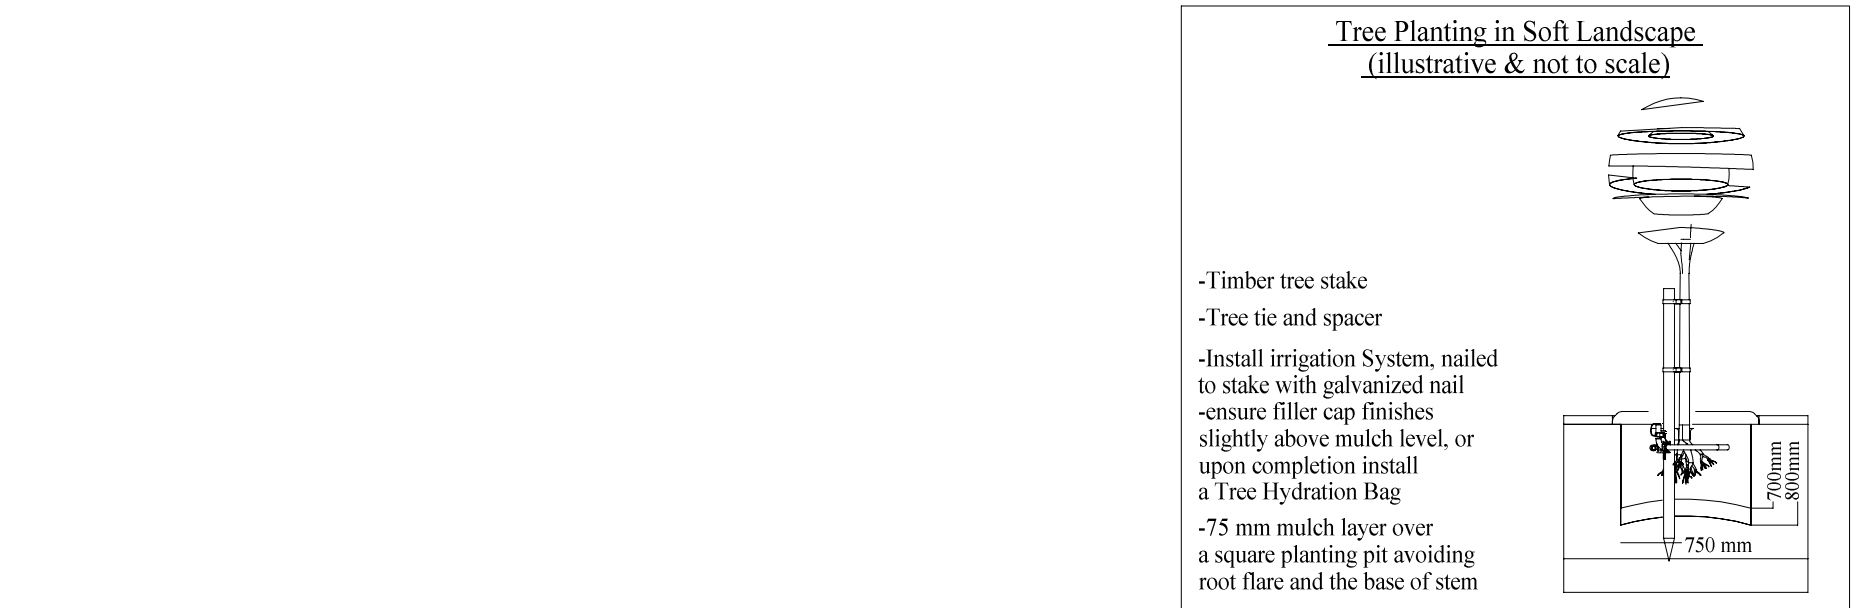 Tree Planting in Soft Landscape
(illustrative & not to scale)
-Timber tree stake
-Tree tie and spacer
-Install irrigation System, nailed
to stake with galvanized nail
-ensure filler cap finishes
slightly above mulch level, or
upon completion install
a Tree Hydration Bag
-75 mm mulch layer over
a square planting pit avoiding
root flare and the base of stem
700mm
800mm
750 mm